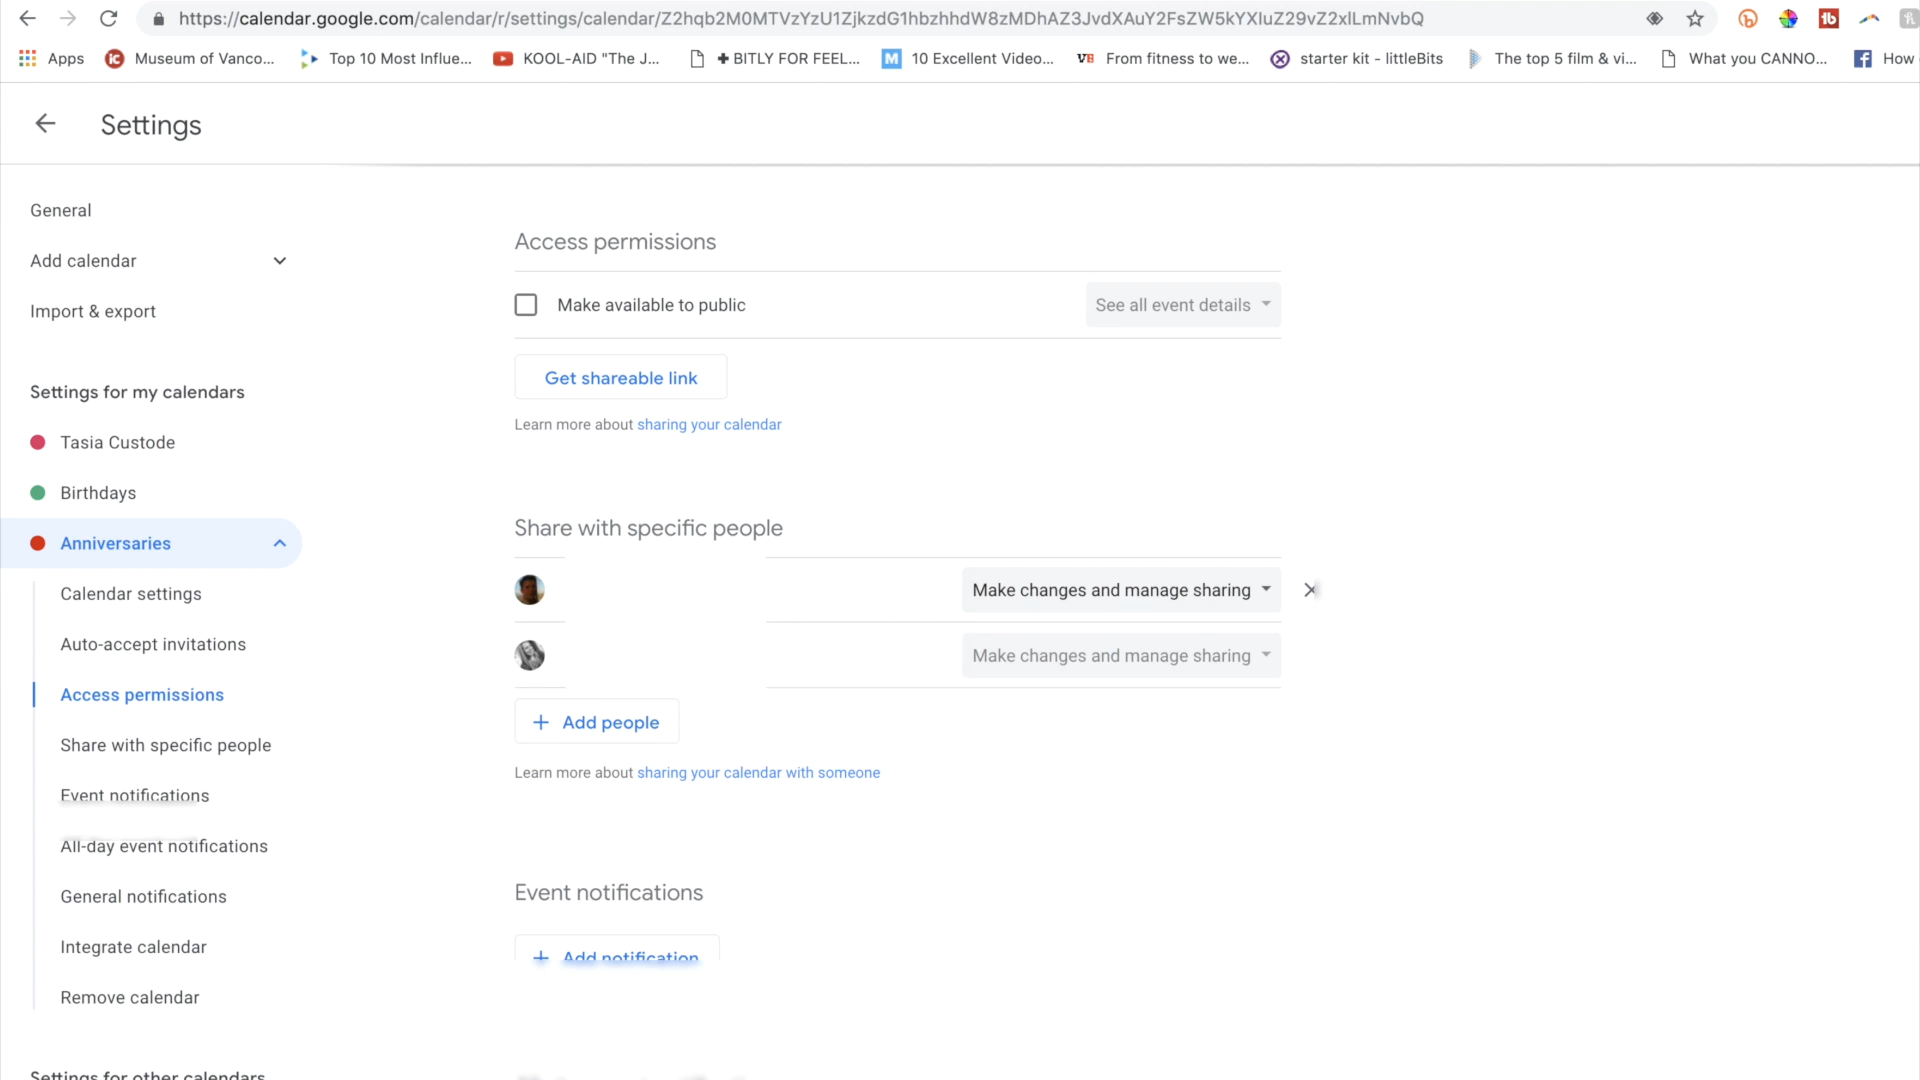 https://calendar.google.com/calendar/r/settings/calendar/Z2hqb2M0MTVzYzU1ZjkzdG1hbzhhdW8zMDhAZ3JvdXAuY2FsZW5kYXIuZ29vZ2xlLmNvbQ
Apps Museum of Vanco... Top 10 Most Influe... KOOL-AID "The J... ✚ BITLY FOR FEEL... 10 Excellent Video... From fitness to we... starter kit - littleBits The top 5 film & vi... What you CANNO... How
Settings
General
Add calendar
Import & export
Settings for my calendars
Tasia Custode
Birthdays
Anniversaries
Calendar settings
Auto-accept invitations
Access permissions
Share with specific people
Event notifications
All-day event notifications
General notifications
Integrate calendar
Remove calendar
Settings for other calendars
Access permissions
Make available to public See all event details
Get shareable link
Learn more about sharing your calendar
Share with specific people
Make changes and manage sharing
Make changes and manage sharing
Add people
Learn more about sharing your calendar with someone
Event notifications
Add notification